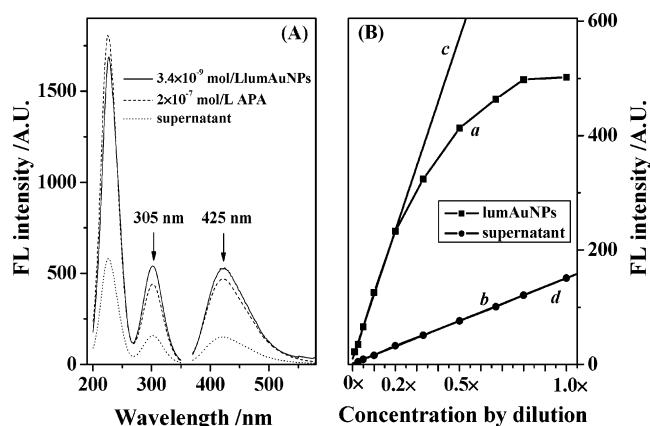 (A)
(B)
3.4×10⁻⁹ mol/LlumAuNPs
2×10⁻⁷ mol/L APA
supernatant
305 nm
425 nm
FL intensity /A.U.
1500
1000
500
0
200
300
400
500
Wavelength /nm
c
a
lumAuNPs
supernatant
b
d
600
400
200
0
FL intensity /A.U.
0×
0.2×
0.5×
1.0×
Concentration by dilution